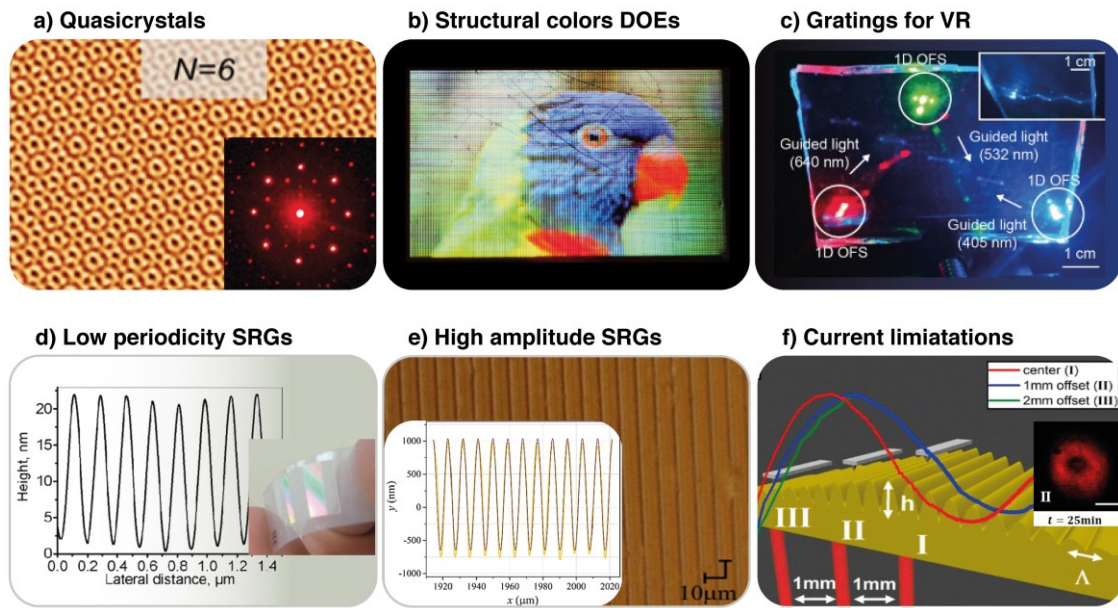 a) Quasicrystals
N=6
b) Structural colors DOEs
c) Gratings for VR
1D OFS
1 cm
Guided light
(640 nm)
Guided light
(532 nm)
1D OFS
Guided light
(405 nm)
1D OFS
1 cm
d) Low periodicity SRGs
Height, nm
20
15
10
5
0
0.0 0.2 0.4 0.6 0.8 1.0 1.2 1.4
Lateral distance, μm
e) High amplitude SRGs
y (nm)
1000
500
0
-500
-1000
1920 1940 1960 1980 2000 2020
x (μm)
10μm
f) Current limiatations
center (I)
1mm offset (II)
2mm offset (III)
h
III
II
I
Λ
1mm
1mm
II
t = 25min